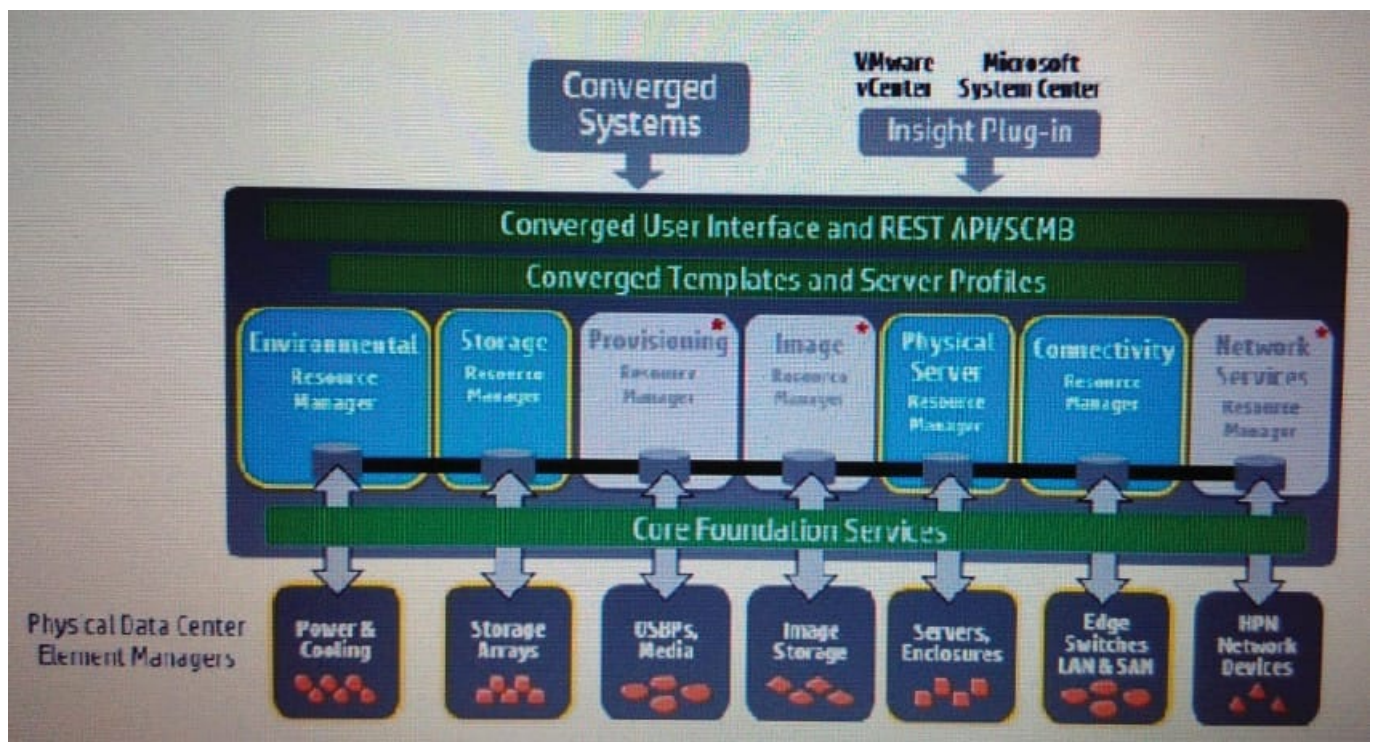 Converged
Systems
VMware
vCenter
Microsoft
System Center
Insight Plug-in
Converged User Interface and REST API/SCMB
Converged Templates and Server Profiles
Environmental
Resource
Manager
Storage
Resource
Manager
Provisioning *
Resource
Manager
Image *
Resource
Manager
Physical
Server
Resource
Manager
Connectivity
Resource
Manager
Network *
Services
Resource
Manager
Core Foundation Services
Physical Data Center
Element Managers
Power &
Cooling
Storage
Arrays
OSBPs,
Media
Image
Storage
Servers,
Enclosures
Edge
Switches
LAN & SAN
HPN
Network
Devices